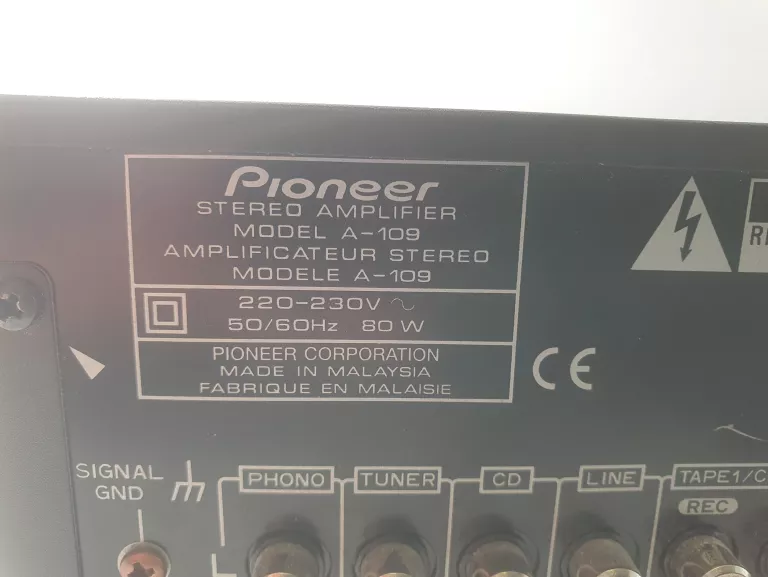 Pioneer
STEREO AMPLIFIER
MODEL A-109
AMPLIFICATEUR STEREO
MODELE A-109
220-230V ~
50/60Hz 80 W
PIONEER CORPORATION
MADE IN MALAYSIA
FABRIQUE EN MALAISIE
CE
SIGNAL
GND
PHONO
TUNER
CD
LINE
TAPE1/C
REC
L